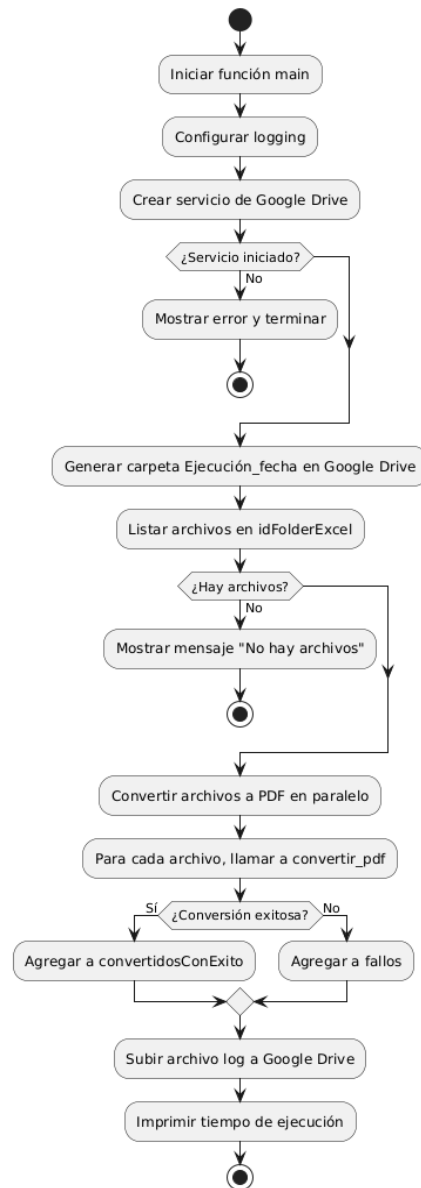 Iniciar función main
Configurar logging
Crear servicio de Google Drive
¿Servicio iniciado?
No
Mostrar error y terminar
Generar carpeta Ejecución_fecha en Google Drive
Listar archivos en idFolderExcel
¿Hay archivos?
No
Mostrar mensaje "No hay archivos"
Convertir archivos a PDF en paralelo
Para cada archivo, llamar a convertir_pdf
Sí
¿Conversión exitosa?
No
Agregar a convertidosConExito
Agregar a fallos
Subir archivo log a Google Drive
Imprimir tiempo de ejecución